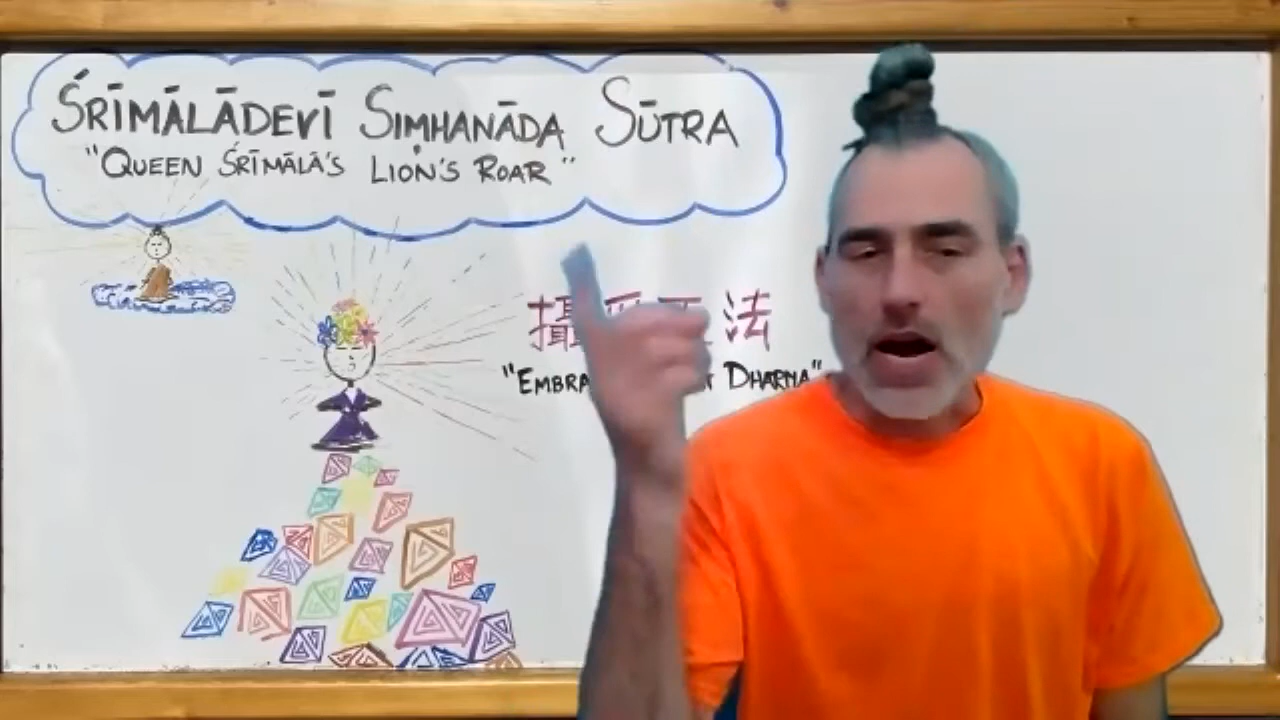 ŚRĪMĀLĀDEVĪ SIṂHANĀDA SŪTRA
"QUEEN ŚRĪMĀLĀ'S LION'S ROAR"
攝 法
DHARMA"